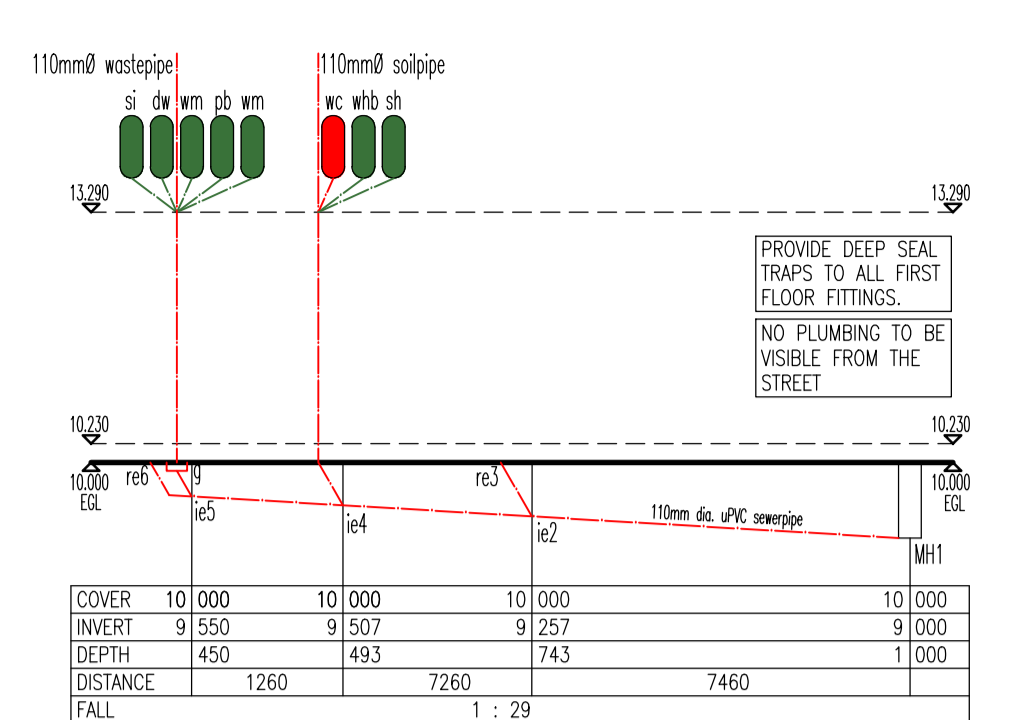 110mmØ wastepipe
110mmØ soilpipe
si dw wm pb wm
wc whb sh
13.290
13.290
PROVIDE DEEP SEAL
TRAPS TO ALL FIRST
FLOOR FITTINGS.
NO PLUMBING TO BE
VISIBLE FROM THE
STREET
10.230
10.230
10.000
EGL
re6
g
ie5
ie4
re3
ie2
110mm dia. uPVC sewerpipe
10.000
EGL
MH1
COVER 10 000 10 000 10 000 10 000
INVERT 9 550 9 507 9 257 9 000
DEPTH 450 493 743 1 000
DISTANCE 1260 7260 7460
FALL 1 : 29